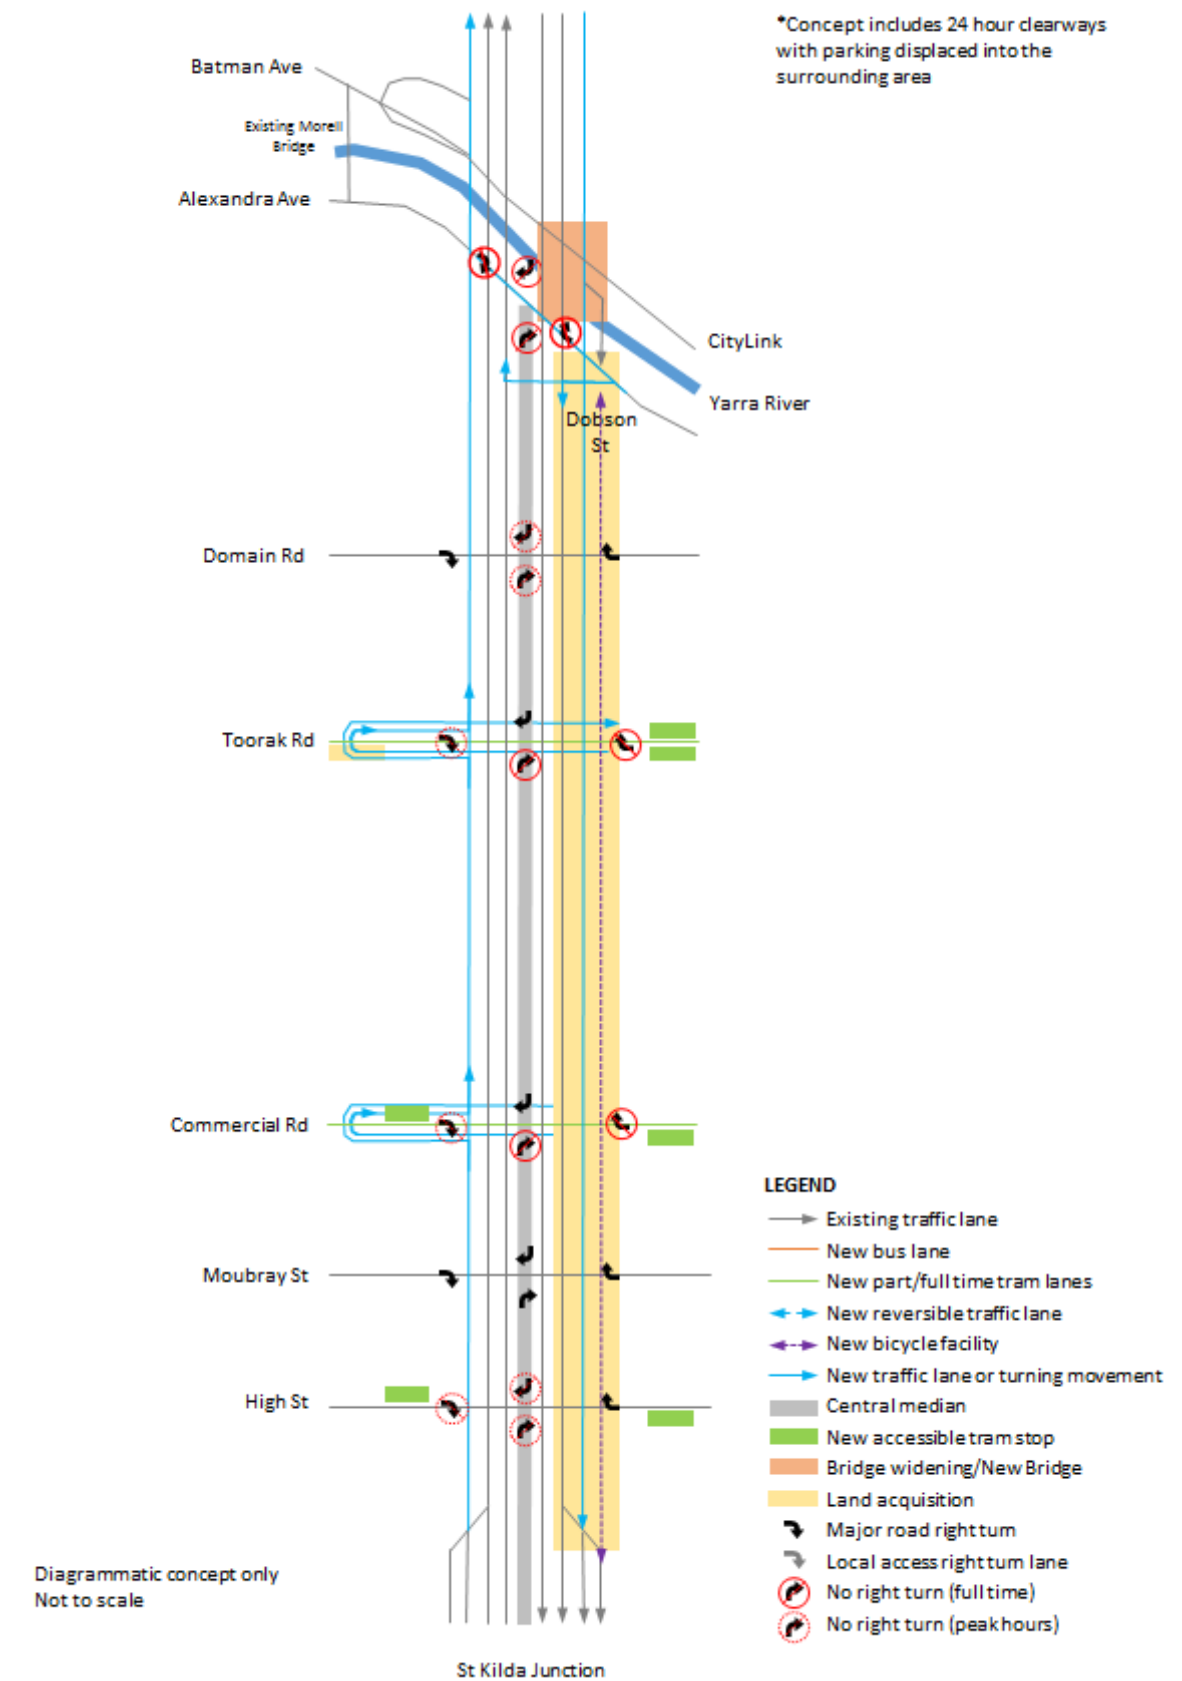 *Concept includes 24 hour clearways
with parking displaced into the
surrounding area
Batman Ave
Existing Morell
Bridge
Alexandra Ave
CityLink
Yarra River
Dobson
St
Domain Rd
Toorak Rd
Commercial Rd
Moubray St
High St
LEGEND
Existing traffic lane
New bus lane
New part/full time tram lanes
New reversible traffic lane
New bicycle facility
New traffic lane or turning movement
Central median
New accessible tram stop
Bridge widening/New Bridge
Land acquisition
Major road right turn
Local access right turn lane
No right turn (full time)
No right turn (peak hours)
Diagrammatic concept only
Not to scale
St Kilda Junction